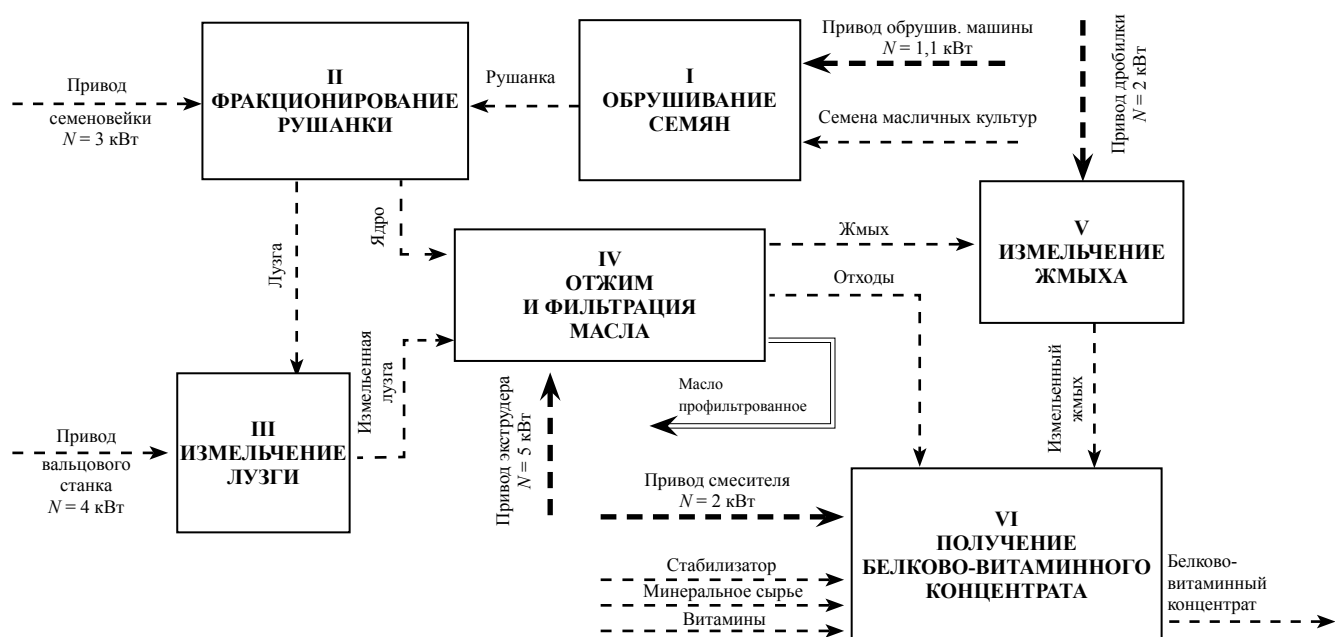 Привод
семеновейки
N = 3 кВт
II
ФРАКЦИОНИРОВАНИЕ
РУШАНКИ
Рушанка
I
ОБРУШИВАНИЕ
СЕМЯН
Привод обрушив. машины
N = 1,1 кВт
Семена масличных культур
Привод дробилки
N = 2 кВт
Лузга
Ядро
IV
ОТЖИМ
И ФИЛЬТРАЦИЯ
МАСЛА
Жмых
Отходы
V
ИЗМЕЛЬЧЕНИЕ
ЖМЫХА
Привод
вальцового
станка
N = 4 кВт
III
ИЗМЕЛЬЧЕНИЕ
ЛУЗГИ
Измельенная
лузга
Привод экструдера
N = 5 кВт
Масло
профильтрованное
Измельенный
жмых
Привод смесителя
N = 2 кВт
Стабилизатор
Минеральное сырье
Витамины
VI
ПОЛУЧЕНИЕ
БЕЛКОВО-ВИТАМИННОГО
КОНЦЕНТРАТА
Белково-
витаминный
концентрат